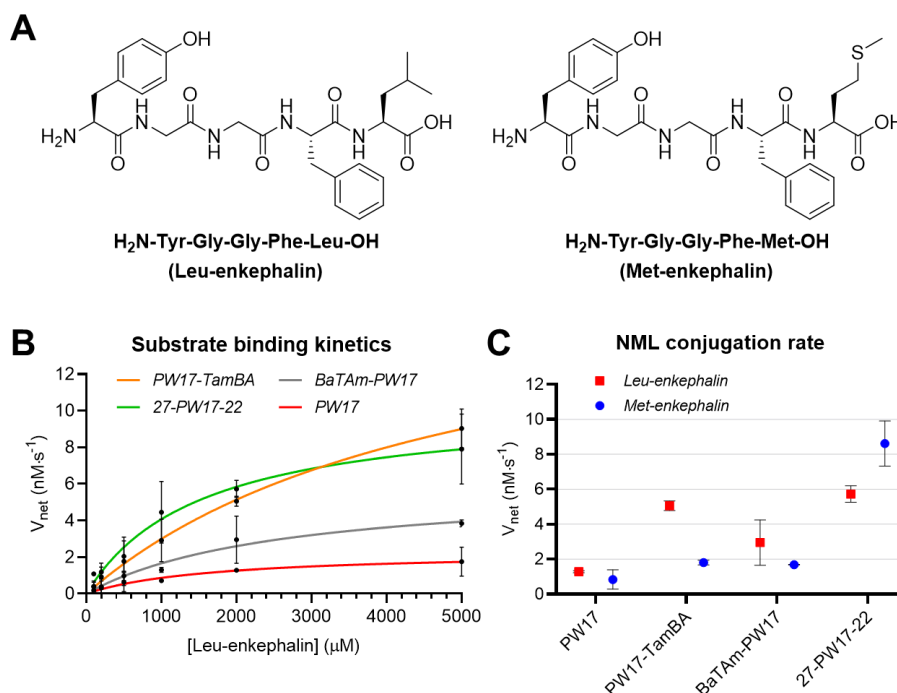 A
OH
H₂N
O
H
N
O
N
H
O
H
N
O
N
H
O
OH
H₂N-Tyr-Gly-Gly-Phe-Leu-OH
(Leu-enkephalin)
OH
S
H₂N
O
H
N
O
N
H
O
H
N
O
N
H
O
OH
H₂N-Tyr-Gly-Gly-Phe-Met-OH
(Met-enkephalin)
B
Substrate binding kinetics
PW17-TamBA
BaTAm-PW17
27-PW17-22
PW17
Vnet (nM·s⁻¹)
12
10
8
6
4
2
0
0 1000 2000 3000 4000 5000
[Leu-enkephalin] (μM)
C
NML conjugation rate
Leu-enkephalin
Met-enkephalin
Vnet (nM·s⁻¹)
12
10
8
6
4
2
0
PW17
PW17-TamBA
BaTAm-PW17
27-PW17-22